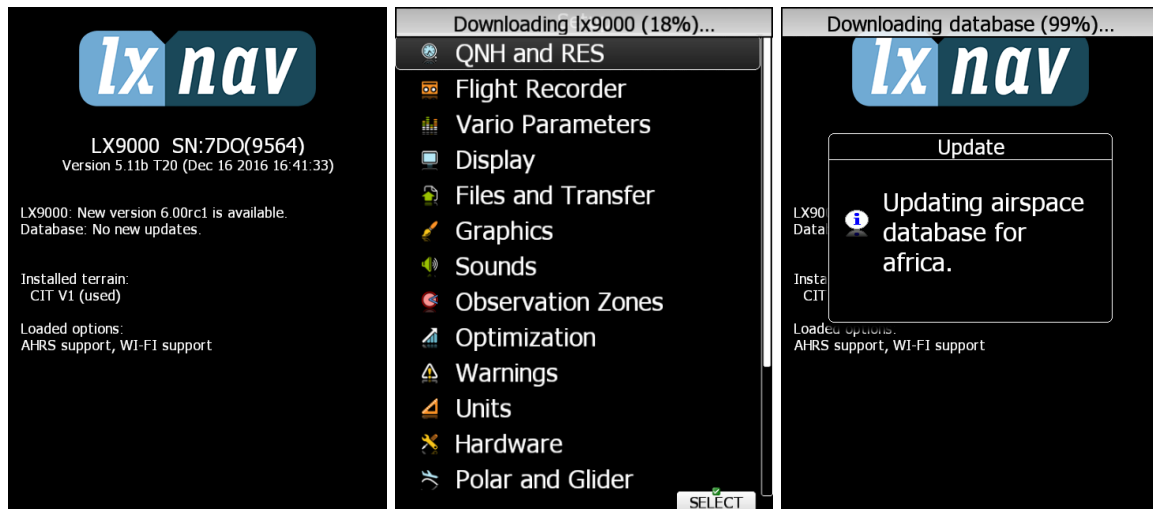 lx nav
LX9000 SN:7DO(9564)
Version 5.11b T20 (Dec 16 2016 16:41:33)
LX9000: New version 6.00rc1 is available.
Database: No new updates.
Installed terrain:
CIT V1 (used)
Loaded options:
AHRS support, WI-FI support
Downloading lx9000 (18%)...
QNH and RES
Flight Recorder
Vario Parameters
Display
Files and Transfer
Graphics
Sounds
Observation Zones
Optimization
Warnings
Units
Hardware
Polar and Glider
SELECT
Downloading database (99%)...
lx nav
Update
Updating airspace
database for
africa.
LX90
Datab
Insta
CIT
Loaded options:
AHRS support, WI-FI support